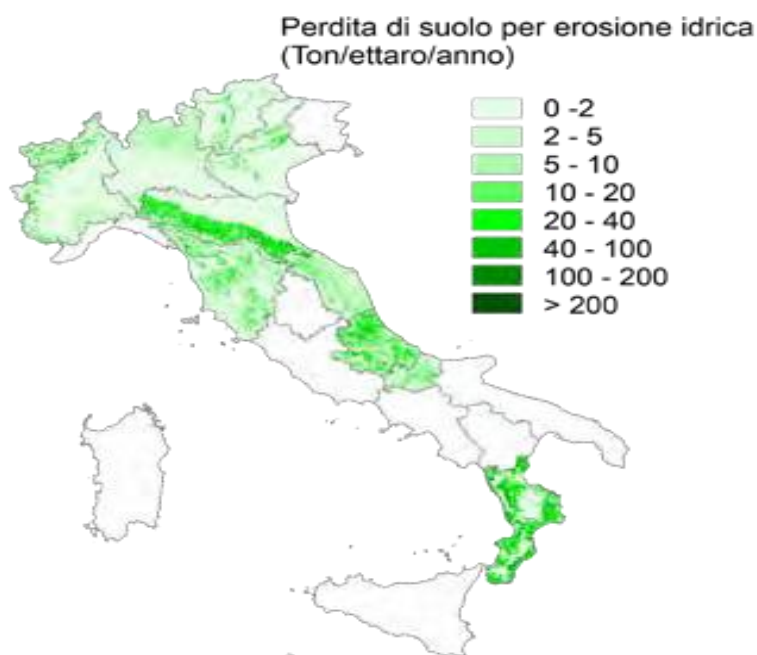 Perdita di suolo per erosione idrica
(Ton/ettaro/anno)
0 -2
2 - 5
5 - 10
10 - 20
20 - 40
40 - 100
100 - 200
> 200